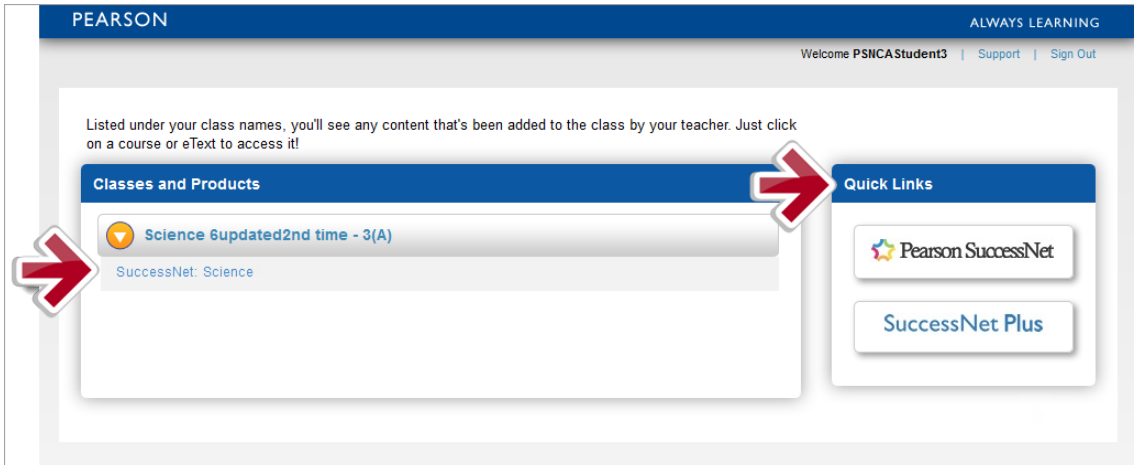 PEARSON
ALWAYS LEARNING
Welcome PSNCAStudent3 | Support | Sign Out
Listed under your class names, you'll see any content that's been added to the class by your teacher. Just click
on a course or eText to access it!
Classes and Products
Science 6updated2nd time - 3(A)
SuccessNet: Science
Quick Links
Pearson SuccessNet
SuccessNet Plus